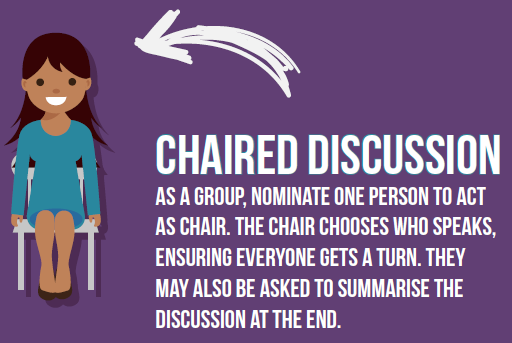 CHAIRED DISCUSSION
AS A GROUP, NOMINATE ONE PERSON TO ACT
AS CHAIR. THE CHAIR CHOOSES WHO SPEAKS,
ENSURING EVERYONE GETS A TURN. THEY
MAY ALSO BE ASKED TO SUMMARISE THE
DISCUSSION AT THE END.